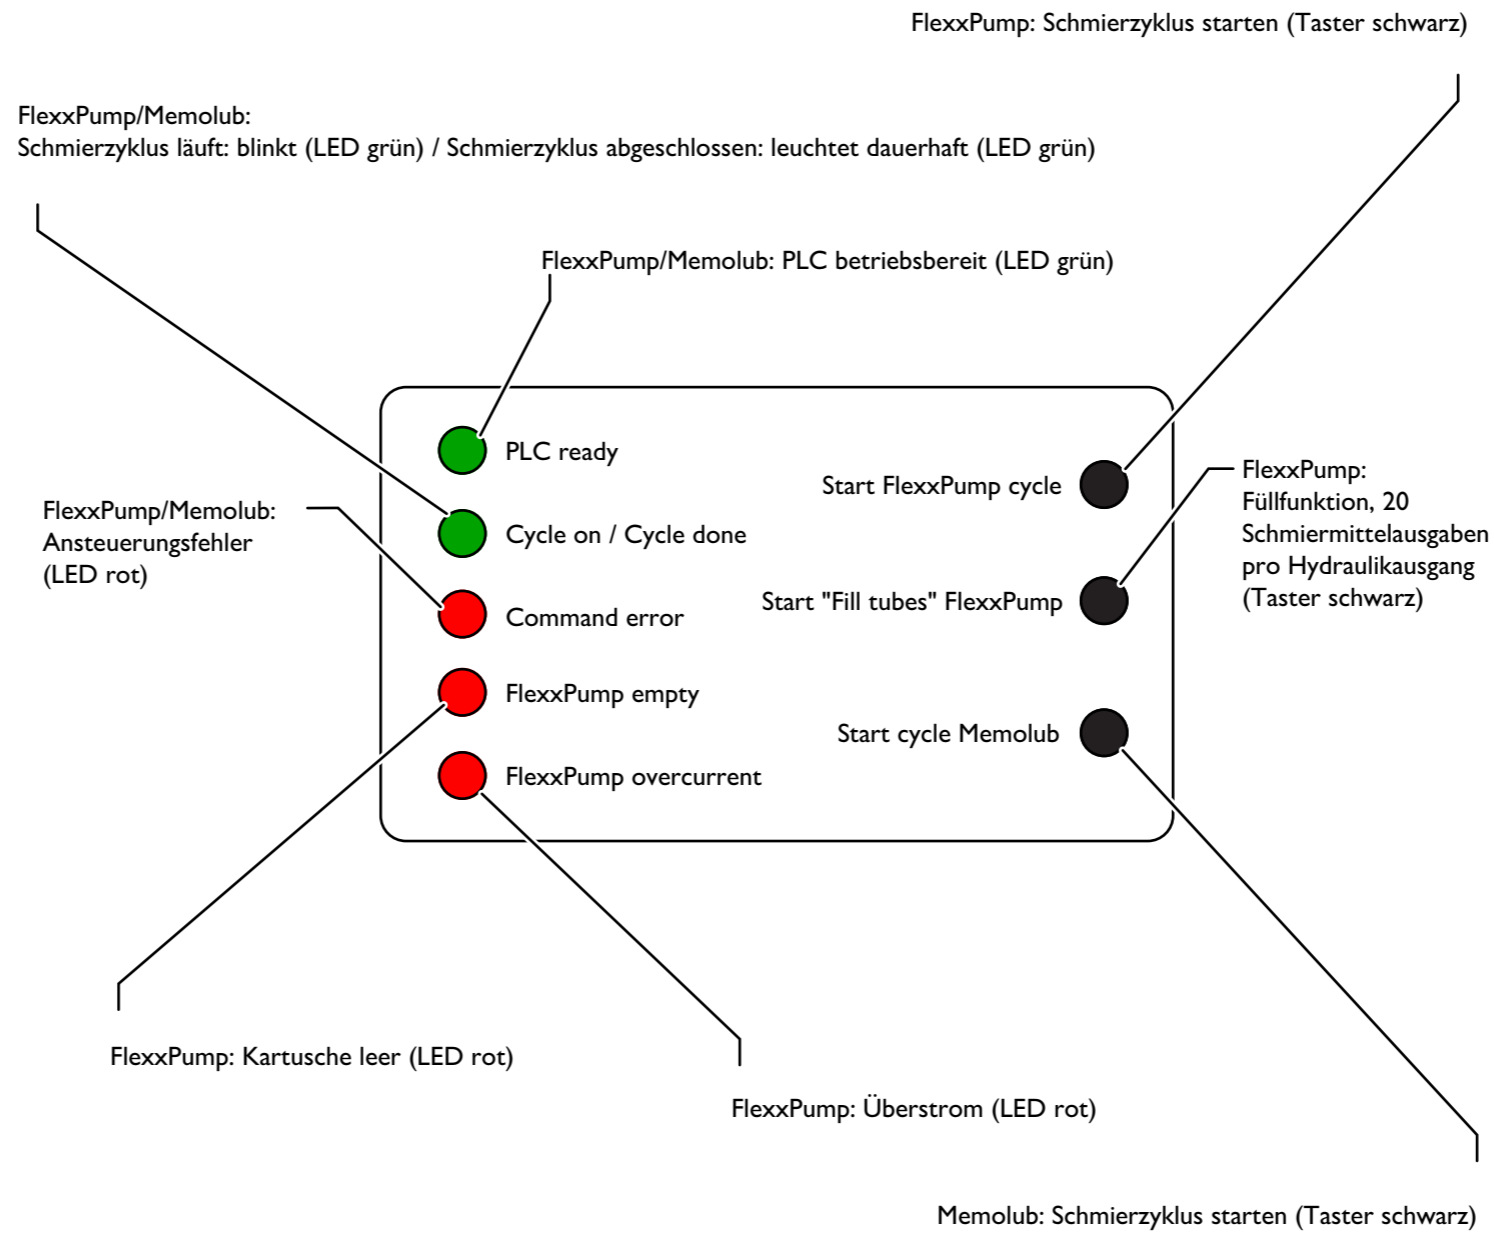 FlexxPump: Schmierzyklus starten (Taster schwarz)
FlexxPump/Memolub:
Schmierzyklus läuft: blinkt (LED grün) / Schmierzyklus abgeschlossen: leuchtet dauerhaft (LED grün)
FlexxPump/Memolub: PLC betriebsbereit (LED grün)
FlexxPump/Memolub:
Ansteuerungsfehler
(LED rot)
PLC ready
Cycle on / Cycle done
Command error
FlexxPump empty
FlexxPump overcurrent
Start FlexxPump cycle
Start "Fill tubes" FlexxPump
Start cycle Memolub
FlexxPump:
Füllfunktion, 20
Schmiermittelausgaben
pro Hydraulikausgang
(Taster schwarz)
FlexxPump: Kartusche leer (LED rot)
FlexxPump: Überstrom (LED rot)
Memolub: Schmierzyklus starten (Taster schwarz)